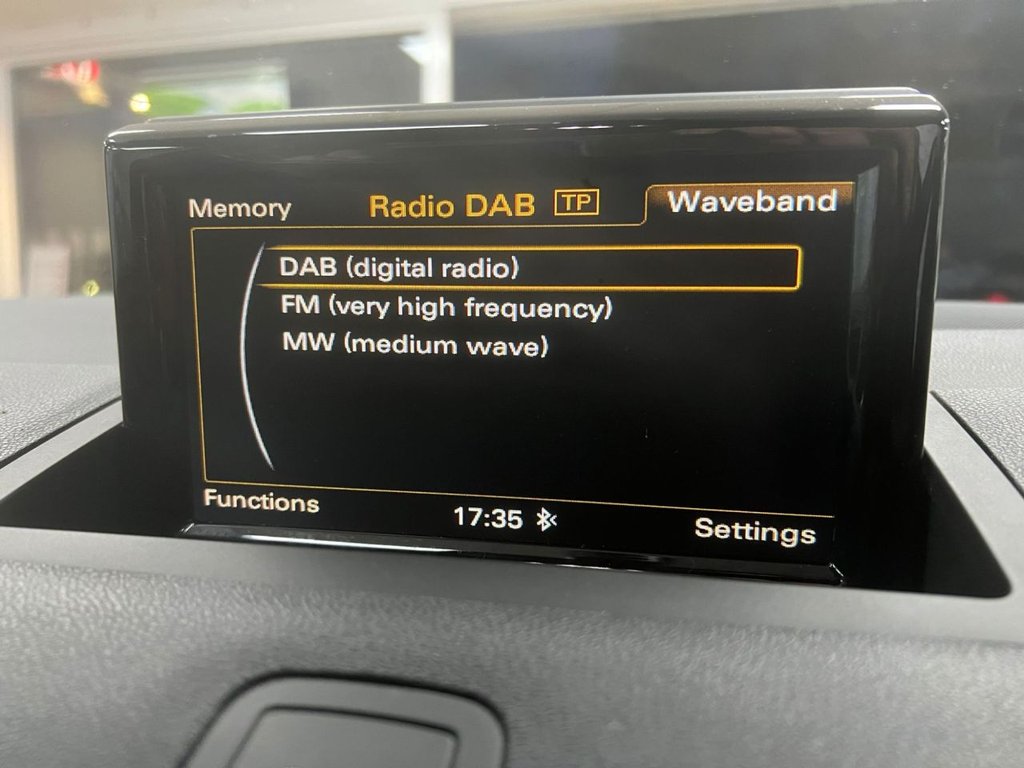 Memory
Radio DAB TP
Waveband
DAB (digital radio)
FM (very high frequency)
MW (medium wave)
Functions
17:35
Settings